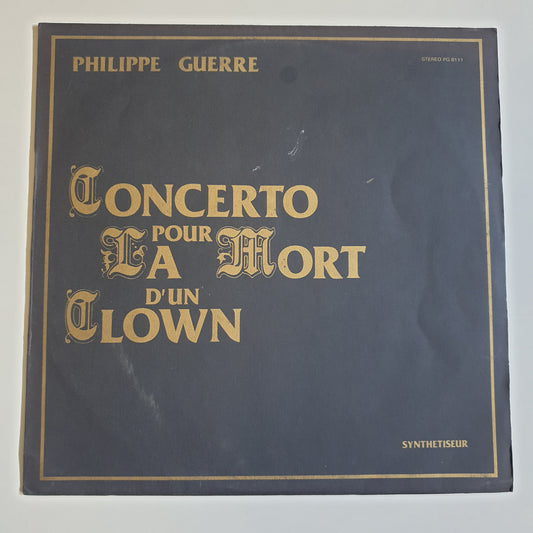 PHILIPPE GUERRE
STEREO PG 8111
CONCERTO
POUR
LA MORT
D'UN
CLOWN
SYNTHETISEUR